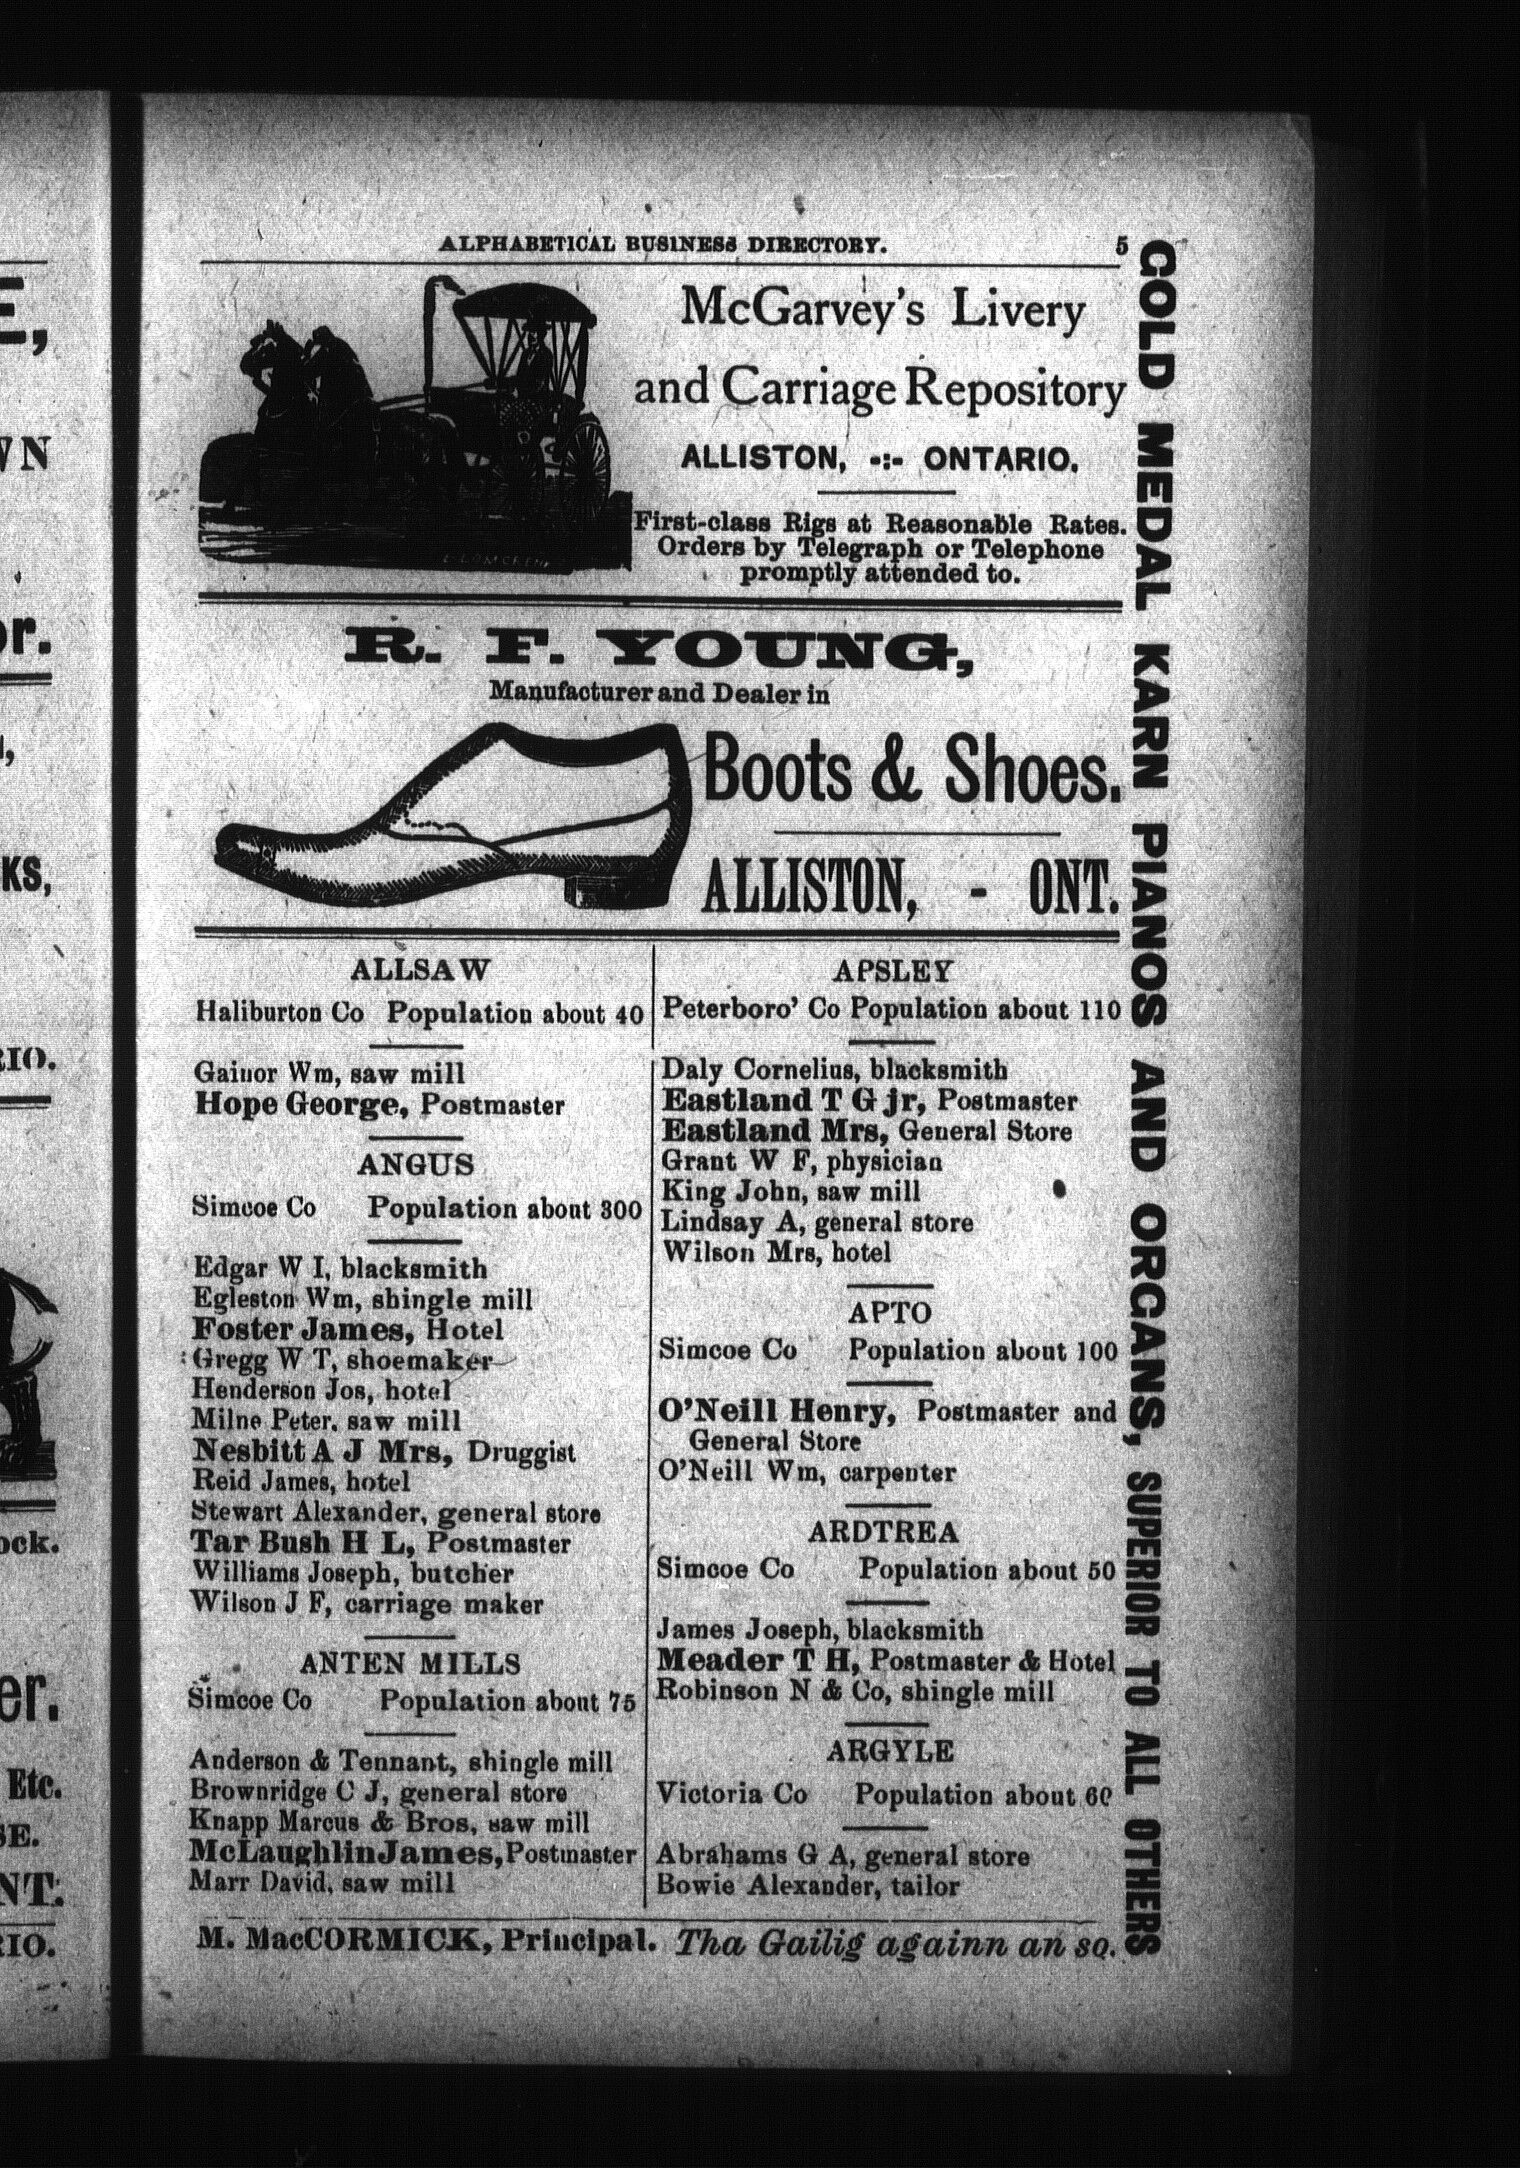 ALPHABETICAL BUSINESS DIRECTORY. 5
McGarvey's Livery
and Carriage Repository
ALLISTON, -:- ONTARIO.
First-class Rigs at Reasonable Rates.
Orders by Telegraph or Telephone
promptly attended to.
R. F. YOUNG,
Manufacturer and Dealer in
Boots & Shoes.
ALLISTON, - ONT.
ALLSAW
Haliburton Co Population about 40
Gainor Wm, saw mill
Hope George, Postmaster
ANGUS
Simcoe Co Population about 300
Edgar W I, blacksmith
Egleston Wm, shingle mill
Foster James, Hotel
Gregg W T, shoemaker
Henderson Jos, hotel
Milne Peter, saw mill
Nesbitt A J Mrs, Druggist
Reid James, hotel
Stewart Alexander, general store
Tar Bush H L, Postmaster
Williams Joseph, butcher
Wilson J F, carriage maker
ANTEN MILLS
Simcoe Co Population about 75
Anderson & Tennant, shingle mill
Brownridge C J, general store
Knapp Marcus & Bros, saw mill
McLaughlin James, Postmaster
Marr David, saw mill
APSLEY
Peterboro' Co Population about 110
Daly Cornelius, blacksmith
Eastland T G jr, Postmaster
Eastland Mrs, General Store
Grant W F, physician
King John, saw mill
Lindsay A, general store
Wilson Mrs, hotel
APTO
Simcoe Co Population about 100
O'Neill Henry, Postmaster and
General Store
O'Neill Wm, carpenter
ARDTREA
Simcoe Co Population about 50
James Joseph, blacksmith
Meader T H, Postmaster & Hotel
Robinson N & Co, shingle mill
ARGYLE
Victoria Co Population about 60
Abrahams G A, general store
Bowie Alexander, tailor
M. MacCORMICK, Principal. Tha Gailig againn an so.
GOLD MEDAL KARN PIANOS AND ORGANS, SUPERIOR TO ALL OTHERS